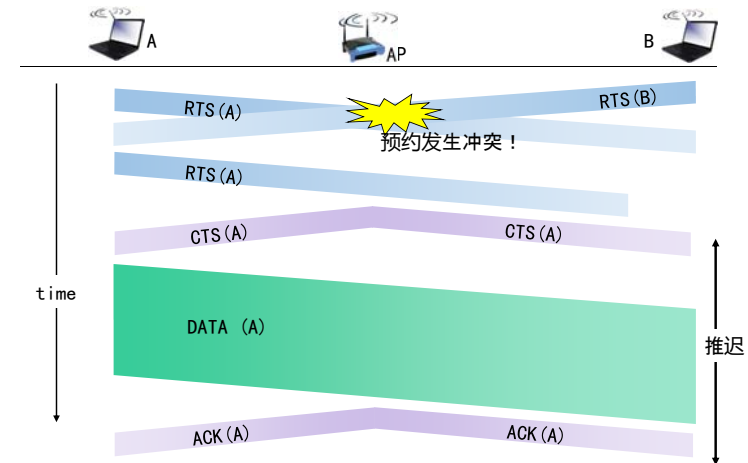 A
AP
B
RTS(A)
RTS(B)
预约发生冲突！
RTS(A)
CTS(A)
CTS(A)
time
DATA (A)
推迟
ACK(A)
ACK(A)